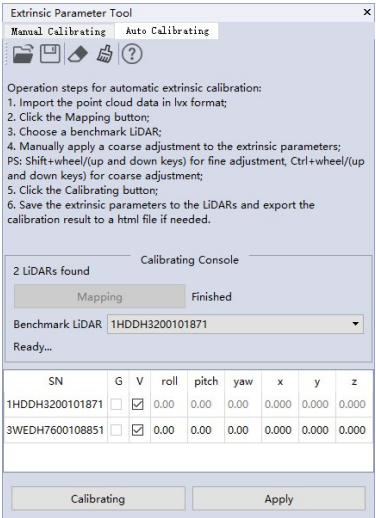 Extrinsic Parameter Tool
Manual Calibrating Auto Calibrating
Operation steps for automatic extrinsic calibration:
1. Import the point cloud data in lvx format;
2. Click the Mapping button;
3. Choose a benchmark LiDAR;
4. Manually apply a coarse adjustment to the extrinsic parameters;
PS: Shift+wheel/(up and down keys) for fine adjustment, Ctrl+wheel/(up
and down keys) for coarse adjustment;
5. Click the Calibrating button;
6. Save the extrinsic parameters to the LiDARs and export the
calibration result to a html file if needed.
Calibrating Console
2 LiDARs found
Mapping Finished
Benchmark LiDAR 1HDDH3200101871
Ready...
SN G V roll pitch yaw x y z
1HDDH3200101871 0.00 0.00 0.00 0.000 0.000 0.000
3WEDH7600108851 0.00 0.00 0.00 0.000 0.000 0.000
Calibrating Apply